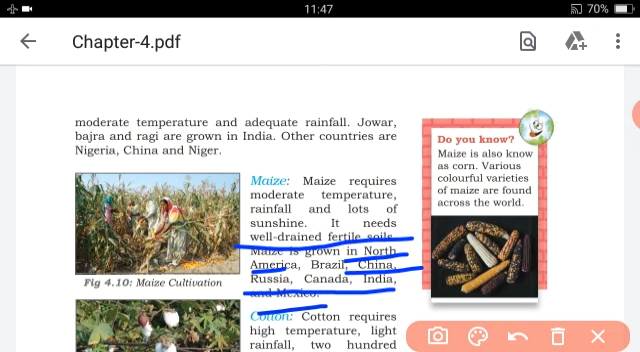 11:47
70%
Chapter-4.pdf
moderate temperature and adequate rainfall. Jowar,
bajra and ragi are grown in India. Other countries are
Nigeria, China and Niger.
Maize: Maize requires
moderate temperature,
rainfall and lots of
sunshine. It needs
well-drained fertile soils.
Maize is grown in North
America, Brazil, China,
Russia, Canada, India,
and Mexico.
Fig 4.10: Maize Cultivation
Cotton: Cotton requires
high temperature, light
rainfall, two hundred
Do you know?
Maize is also know
as corn. Various
colourful varieties
of maize are found
across the world.